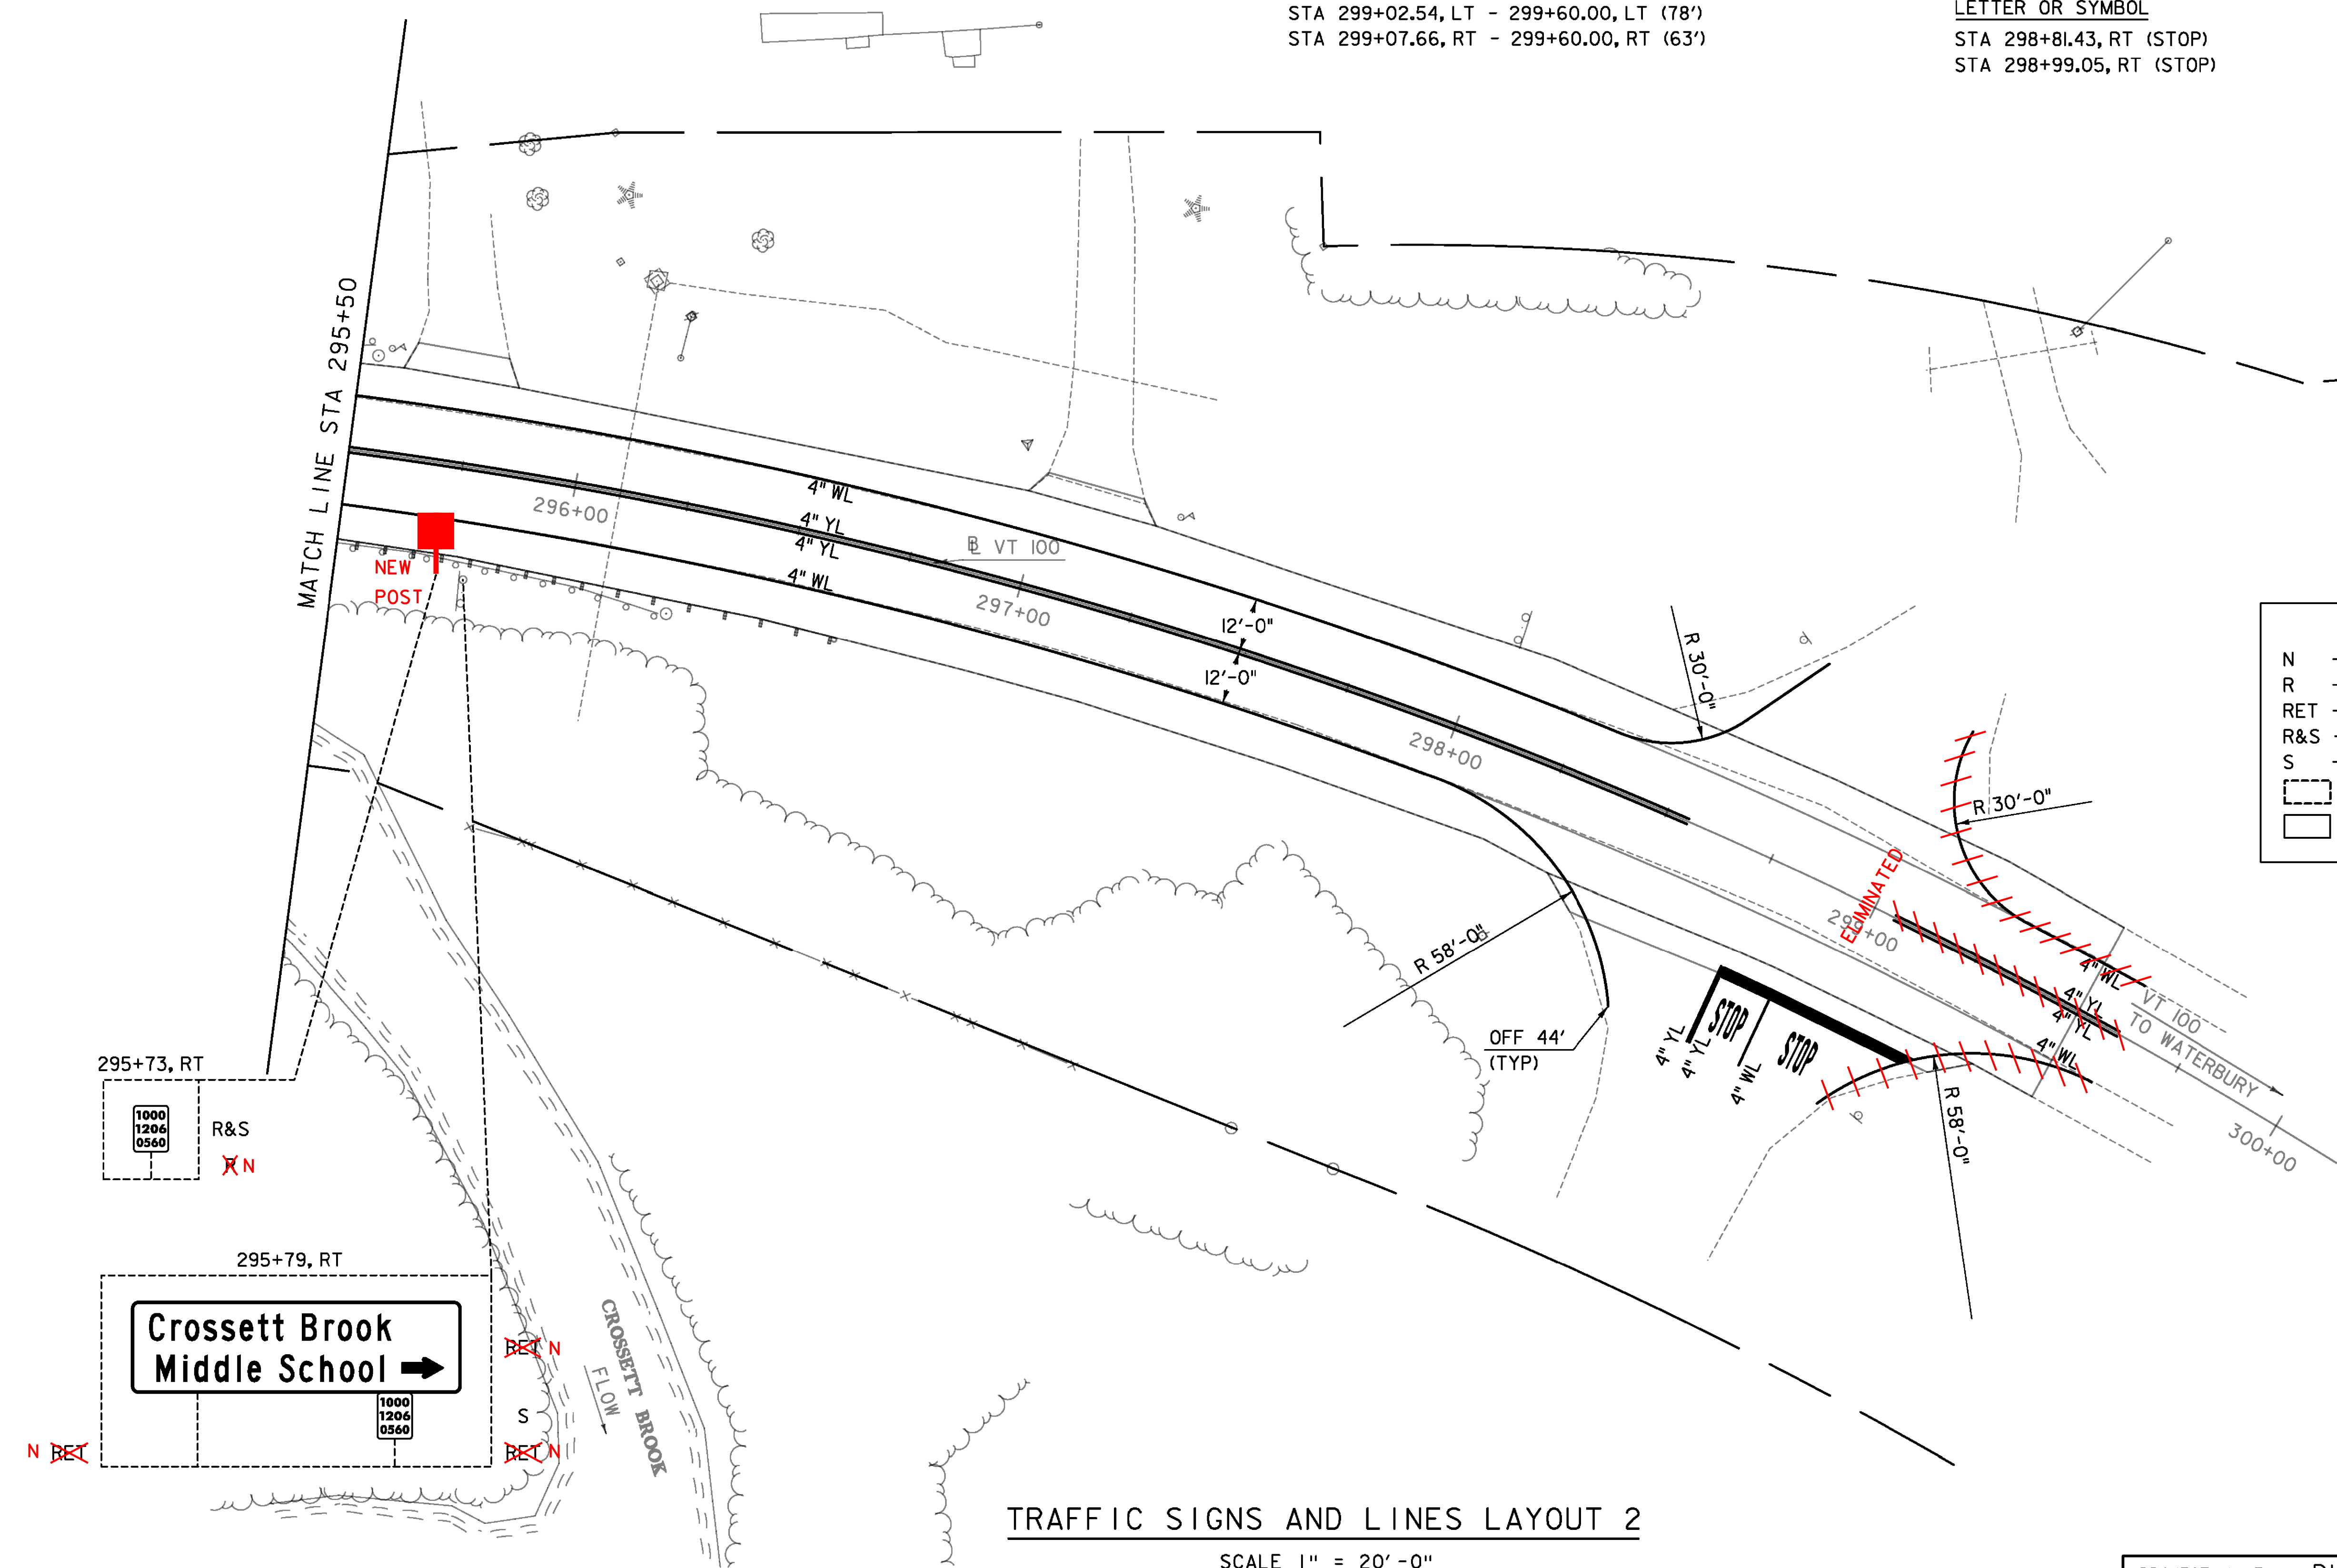 STA 299+02.54, LT - 299+60.00, LT (78')
STA 299+07.66, RT - 299+60.00, RT (63')
LETTER OR SYMBOL
STA 298+81.43, RT (STOP)
STA 298+99.05, RT (STOP)
MATCH LINE STA 295+50
296+00
4" WL
4" YL
4" YL
4" WL
BL VT 100
297+00
NEW
POST
12'-0"
12'-0"
R 30'-0"
298+00
N -
R -
RET -
R&S -
S -
R 30'-0"
ELIMINATED
299+00
R 58'-0"
4" WL
4" YL
4" YL
4" WL
VT 100
TO WATERBURY
OFF 44'
(TYP)
4" YL
4" YL
4" WL
STOP
STOP
R 58'-0"
300+00
295+73, RT
1000
1206
0560
R&S
R N
295+79, RT
Crossett Brook
Middle School
RET N
1000
1206
0560
S
N RET
RET N
CROSSETT BROOK
FLOW
TRAFFIC SIGNS AND LINES LAYOUT 2
SCALE 1" = 20'-0"